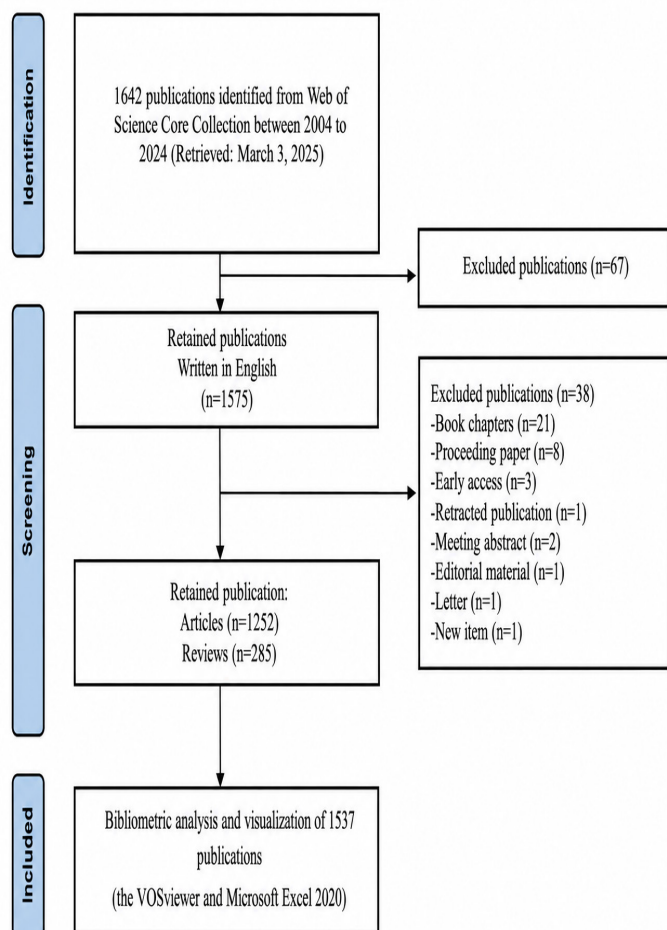 Identification
1642 publications identified from Web of
Science Core Collection between 2004 to
2024 (Retrieved: March 3, 2025)
Excluded publications (n=67)
Screening
Retained publications
Written in English
(n=1575)
Excluded publications (n=38)
-Book chapters (n=21)
-Proceeding paper (n=8)
-Early access (n=3)
-Retracted publication (n=1)
-Meeting abstract (n=2)
-Editorial material (n=1)
-Letter (n=1)
-New item (n=1)
Retained publication:
Articles (n=1252)
Reviews (n=285)
Included
Bibliometric analysis and visualization of 1537
publications
(the VOSviewer and Microsoft Excel 2020)